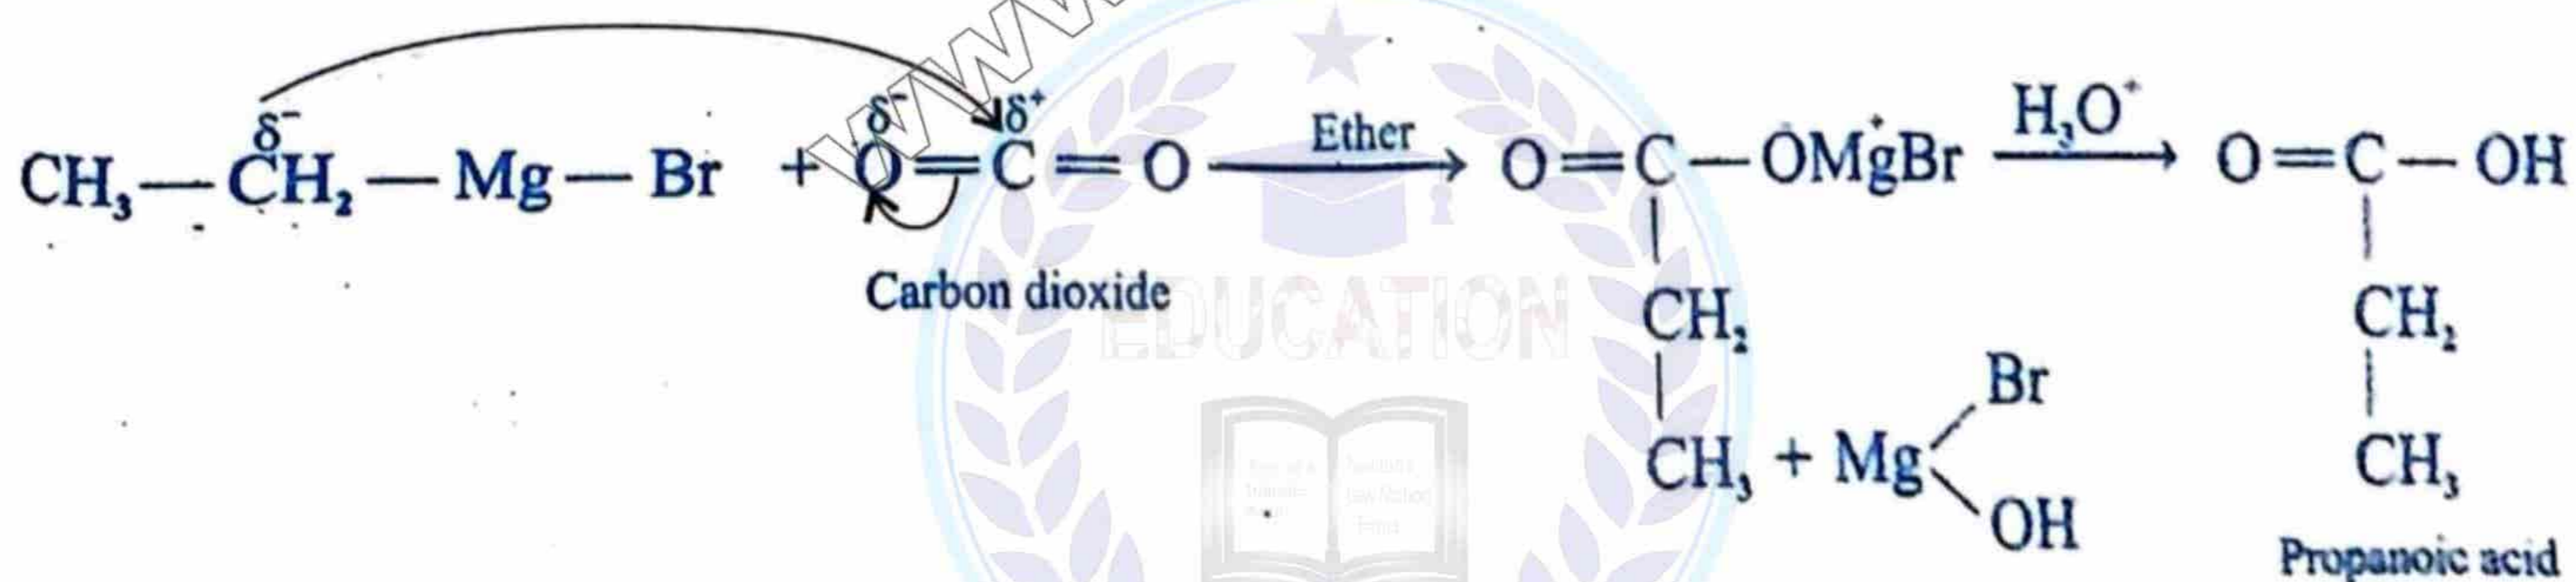 CH₃—CH₂—Mg—Br + O=C=O ⟶ O=C—OMgBr ⟶ O=C—OH
δ⁻ δ⁻ δ⁺ Ether ⁺ H₃O⁺
Carbon dioxide
CH₂ CH₂
Br
CH₃ + Mg CH₃
OH
Propanoic acid
EDUCATION
www